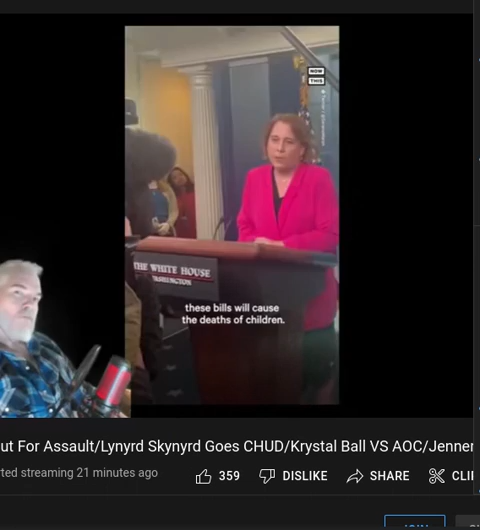 NOW
THIS
THE WHITE HOUSE
WASHINGTON
these bills will cause
the deaths of children.
ut For Assault/Lynyrd Skynyrd Goes CHUD/Krystal Ball VS AOC/Jenner
ted streaming 21 minutes ago
359
DISLIKE
SHARE
CLI